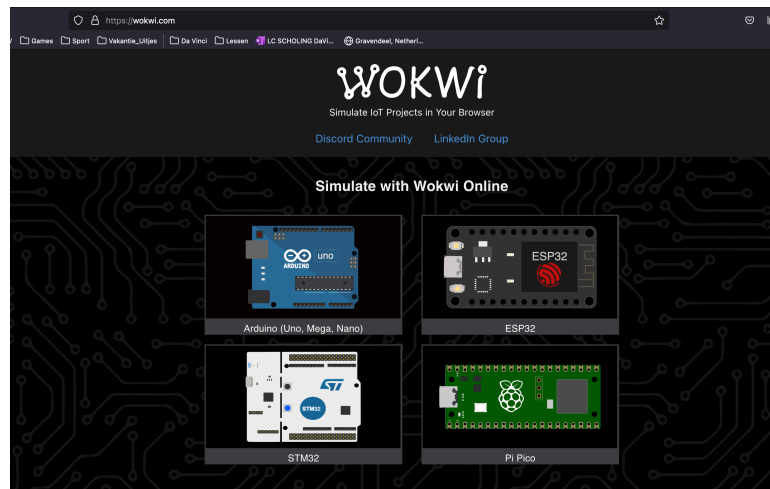 https://wokwi.com
Games Sport Vakantie_Uitjes Da Vinci Lessen LC SCHOLING DaVi... Gravendeel, Netherl...
WOKWi
Simulate IoT Projects in Your Browser
Discord Community LinkedIn Group
Simulate with Wokwi Online
uno
ARDUINO
Arduino (Uno, Mega, Nano)
ESP32
ESP32
ST
STM32
STM32
Pi Pico